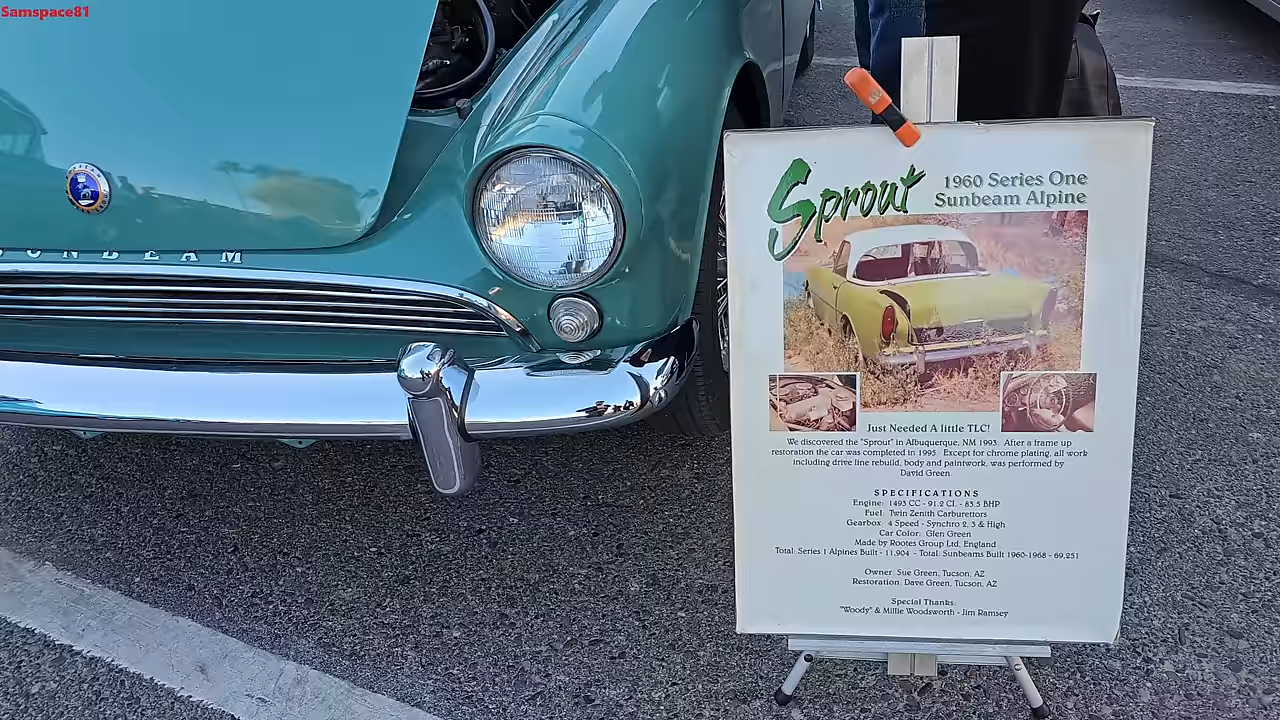 Samspace81
SUNBEAM
Sprout
1960 Series One
Sunbeam Alpine
Just Needed A little TLC!
We discovered the "Sprout" in Albuquerque, NM 1993. After a frame up
restoration the car was completed in 1995. Except for chrome plating, all work
including drive line rebuild, body and paintwork, was performed by
David Green.
SPECIFICATIONS
Engine: 1493 CC - 91.2 CI. - 83.5 BHP
Fuel: Twin Zenith Carburettors
Gearbox: 4 Speed - Synchro 2, 3 & High
Car Color: Glen Green
Made by Rootes Group Ltd, England
Total: Series 1 Alpines Built - 11,904 - Total: Sunbeams Built 1960-1968 - 69,251
Owner: Sue Green, Tucson, AZ
Restoration: Dave Green, Tucson, AZ
Special Thanks:
"Woody" & Millie Woodsworth - Jim Ramsey